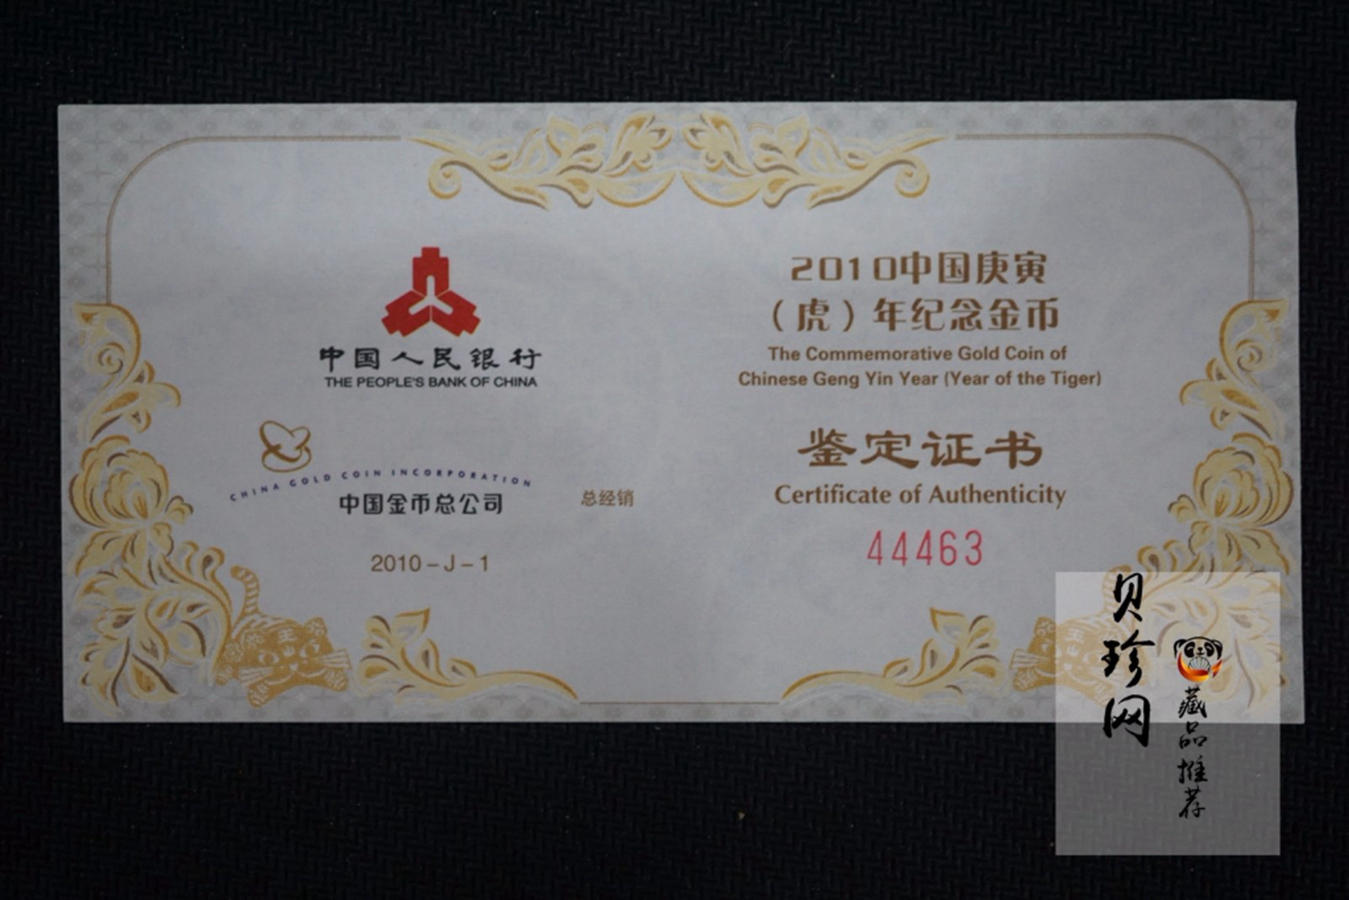 中国人民银行
THE PEOPLE'S BANK OF CHINA
CHINA GOLD COIN INCORPORATION
中国金币总公司
总经销
2010-J-1
2010中国庚寅
（虎）年纪念金币
The Commemorative Gold Coin of
Chinese Geng Yin Year (Year of the Tiger)
鉴定证书
Certificate of Authenticity
44463
王
王
贝珍网
藏品推荐